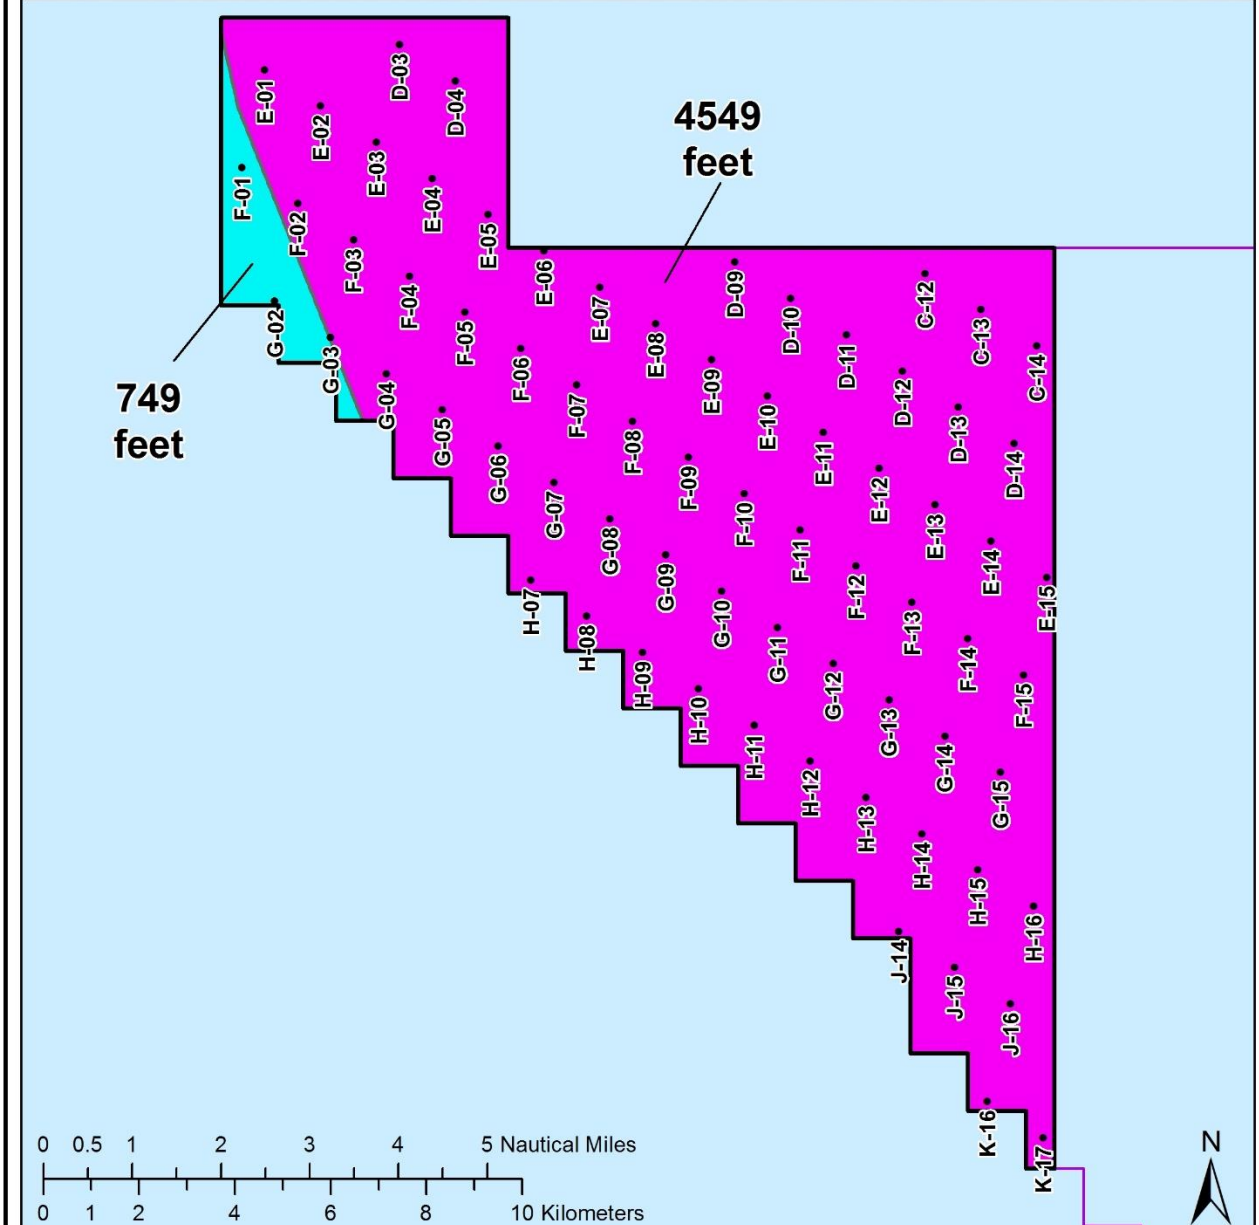 4549
feet
749
feet
D-03
E-01
D-04
E-02
E-03
F-01
E-04
F-02
E-05
F-03
E-06
D-09
C-12
F-04
E-07
D-10
G-02
C-13
F-05
E-08
D-11
G-03
C-14
F-06
E-09
D-12
G-04
F-07
E-10
D-13
G-05
F-08
E-11
D-14
G-06
F-09
E-12
G-07
F-10
E-13
G-08
F-11
E-14
G-09
F-12
E-15
H-07
G-10
F-13
H-08
G-11
F-14
H-09
G-12
F-15
H-10
G-13
H-11
G-14
H-12
G-15
H-13
H-14
H-15
H-16
J-14
J-15
J-16
K-16
K-17
0 0.5 1 2 3 4 5 Nautical Miles
0 1 2 4 6 8 10 Kilometers
N